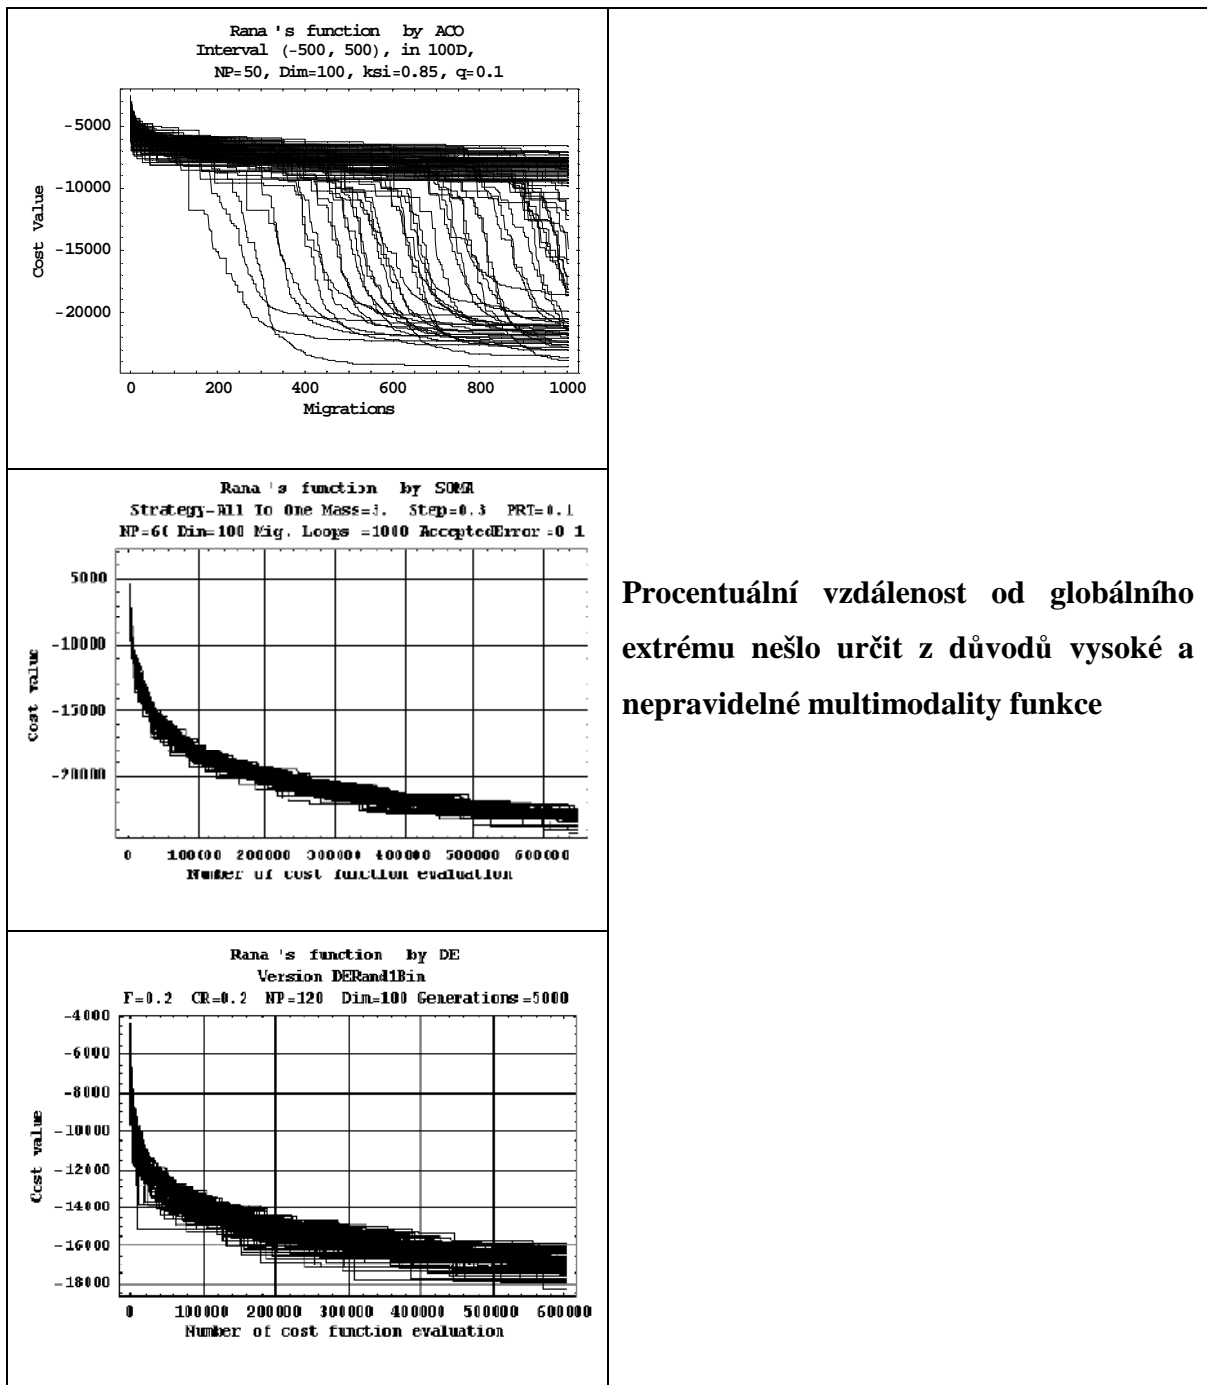 Rana 's function by ACO
Interval (-500, 500), in 100D,
NP=50, Dim=100, ksi=0.85, q=0.1
-5000
-10000
-15000
-20000
Cost Value
0 200 400 600 800 1000
Migrations
Rana 's function by SOMA
Strategy-All To One Mass=3. Step=0.3 PRT=0.1
Dim=100 Mig. Loops =1000 AcceptedError =0 1
5000
-10000
-15000
-20000
Cost value
0 100000 200000 300000 400000 500000 600000
Number of cost function evaluation
Procentuální vzdálenost od globálního
extrému nešlo určit z důvodů vysoké a
nepravidelné multimodality funkce
Rana 's function by DE
Version DERand1Bin
F=0.2 CR=0.2 NP=120 Dim=100 Generations=5000
-4000
-6000
-8000
-10000
-12000
-14000
-16000
-18000
Cost value
0 100000 200000 300000 400000 500000 600000
Number of cost function evaluation